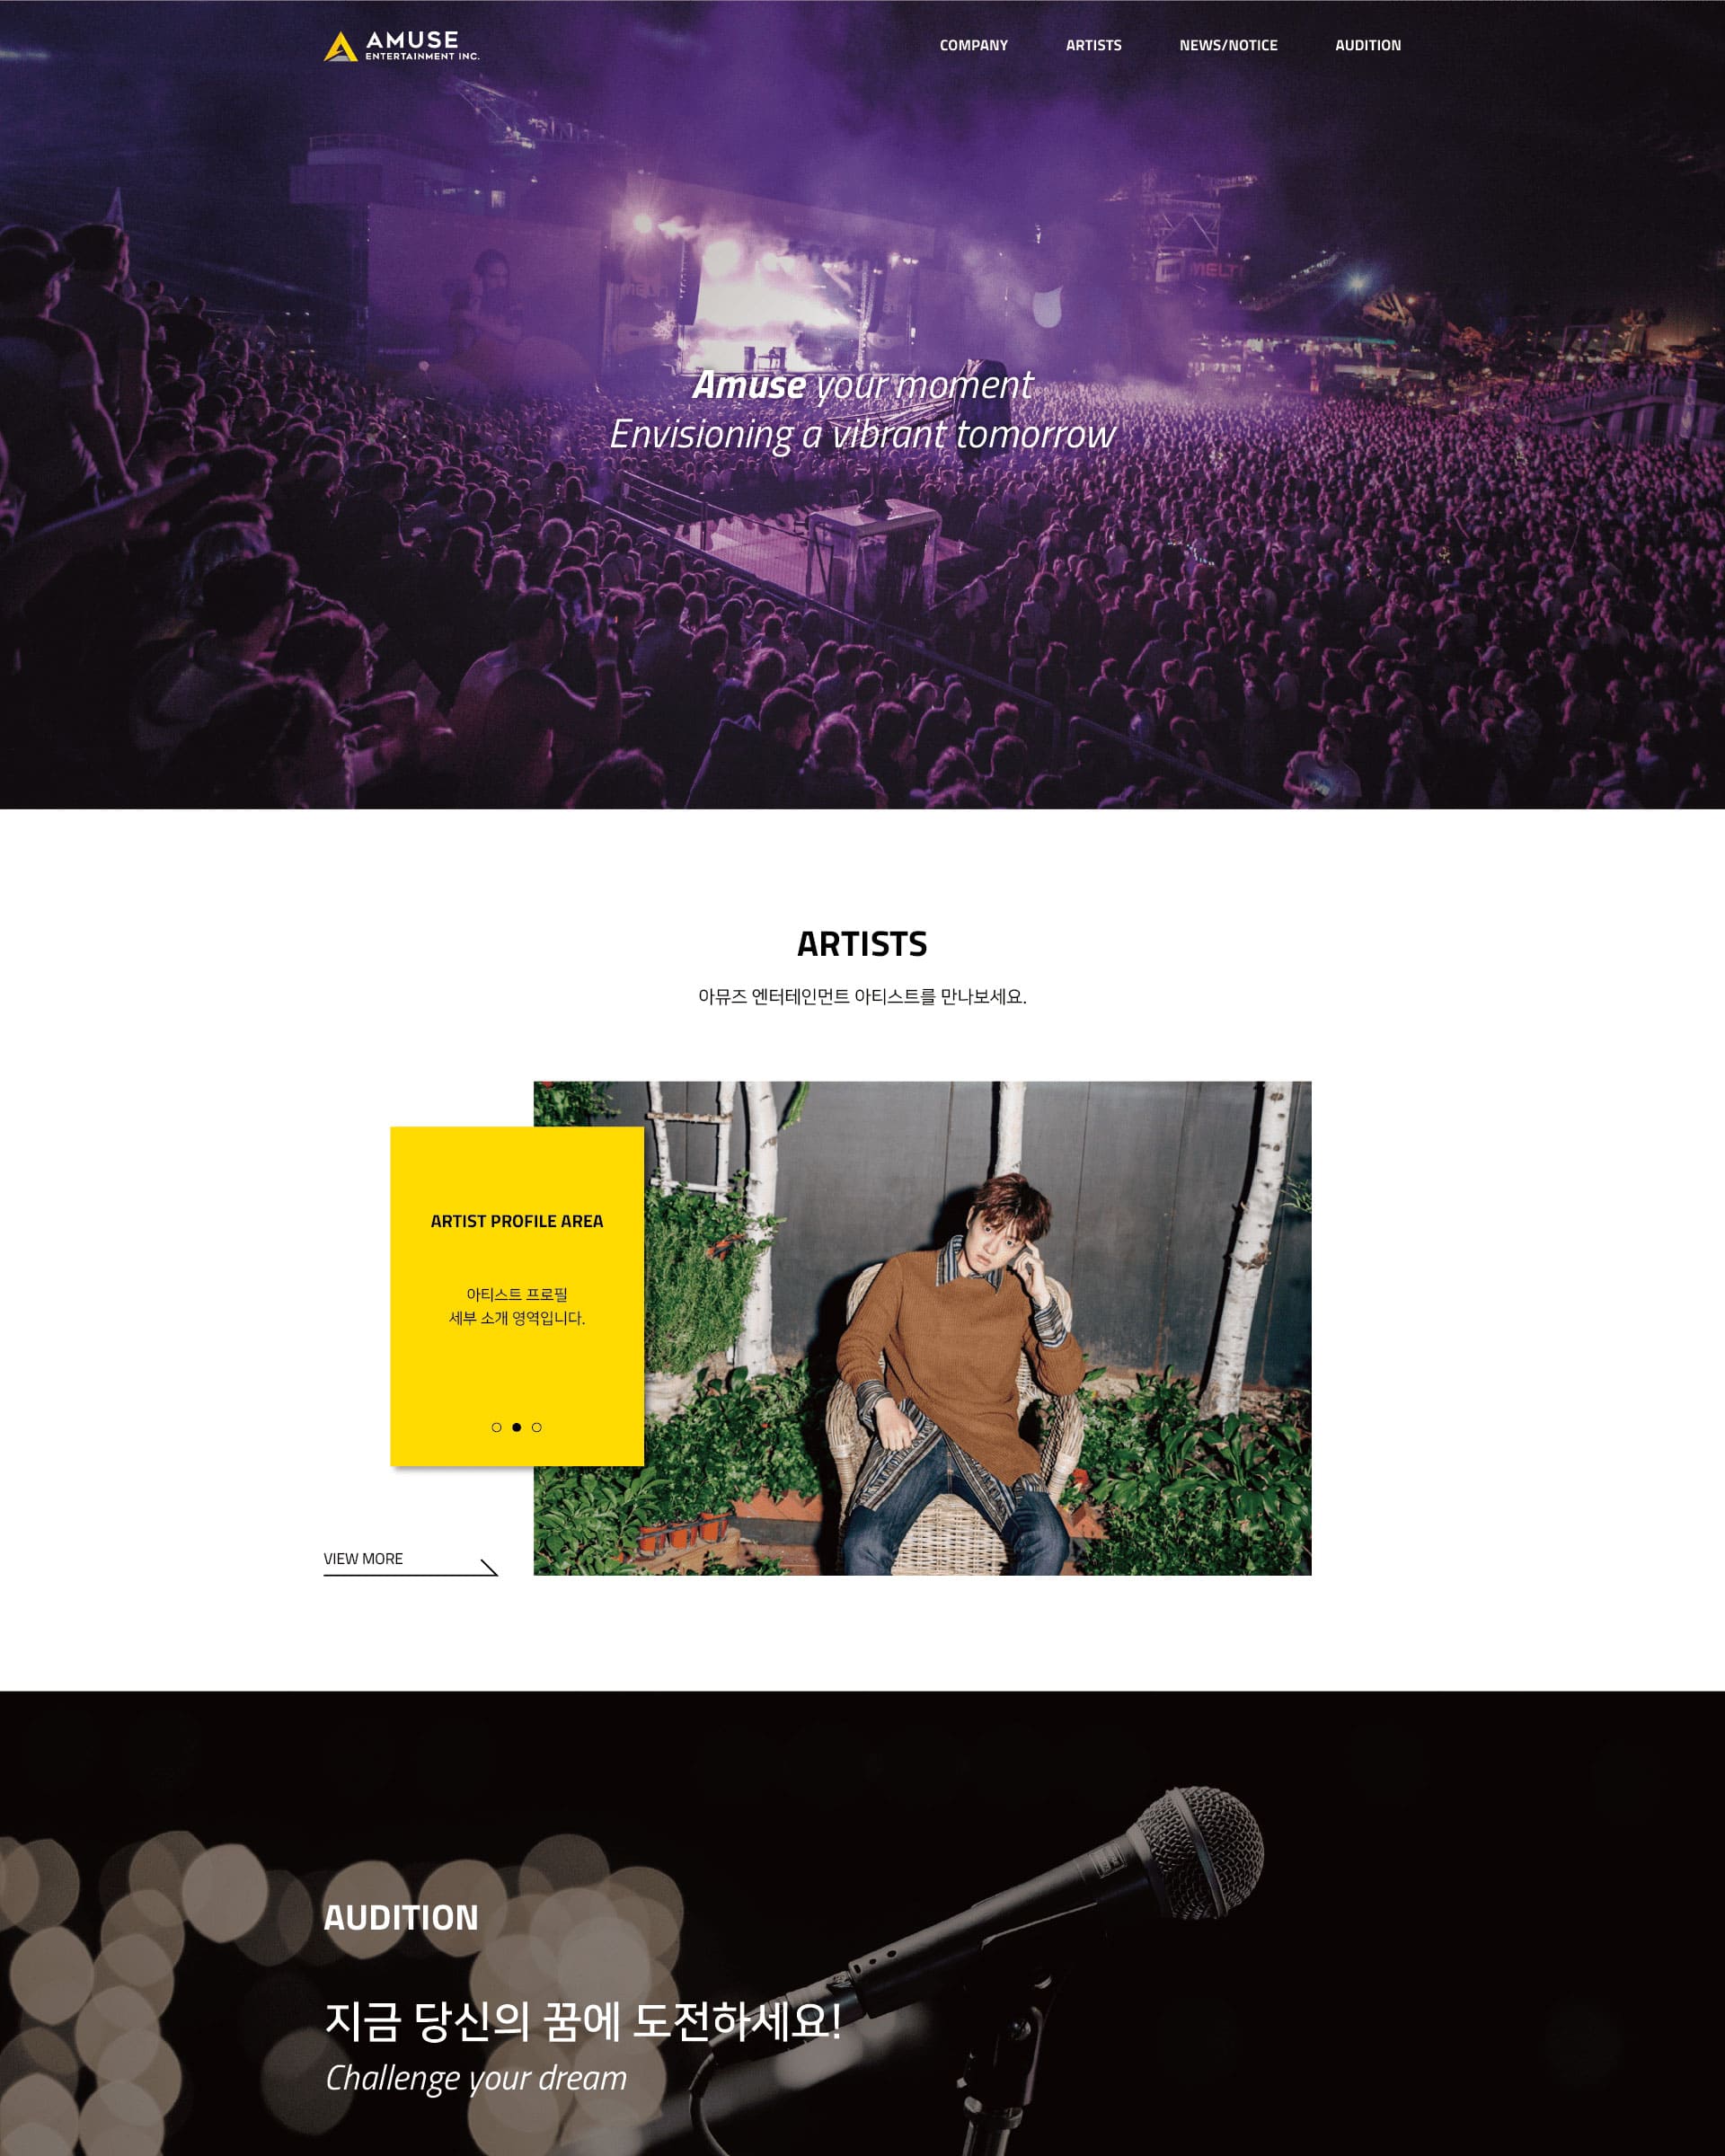 AMUSE
ENTERTAINMENT INC.
COMPANY ARTISTS NEWS/NOTICE AUDITION
MELT
Amuse your moment
Envisioning a vibrant tomorrow
ARTISTS
아뮤즈 엔터테인먼트 아티스트를 만나보세요.
ARTIST PROFILE AREA
아티스트 프로필
세부 소개 영역입니다.
VIEW MORE
AUDITION
지금 당신의 꿈에 도전하세요!
Challenge your dream